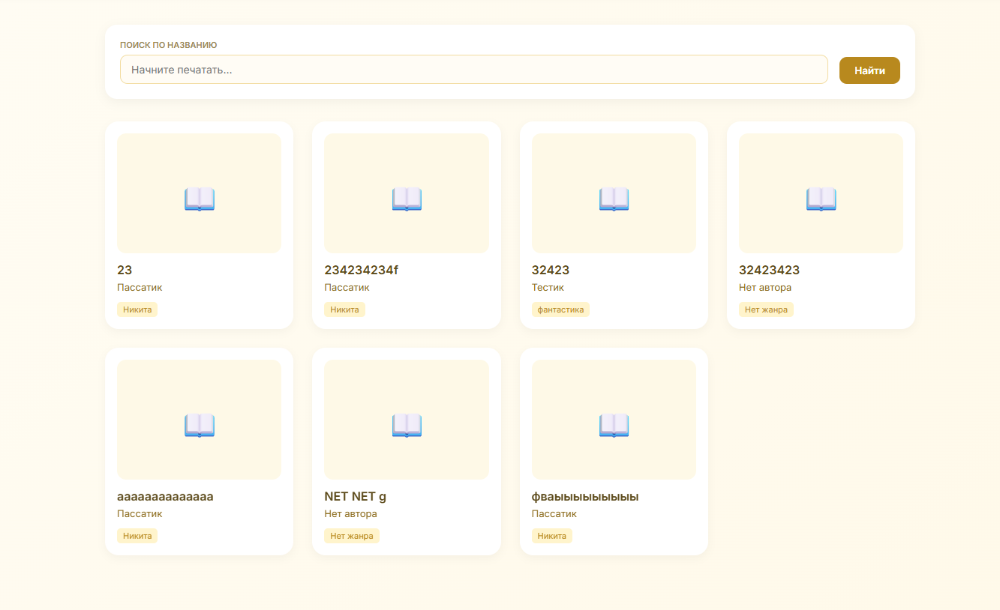 ПОИСК ПО НАЗВАНИЮ
Начните печатать...
Найти
23
Пассатик
Никита
234234234f
Пассатик
Никита
32423
Тестик
фантастика
32423423
Нет автора
Нет жанра
аааааааааааааа
Пассатик
Никита
NET NET g
Нет автора
Нет жанра
фваыыыыыыыы
Пассатик
Никита